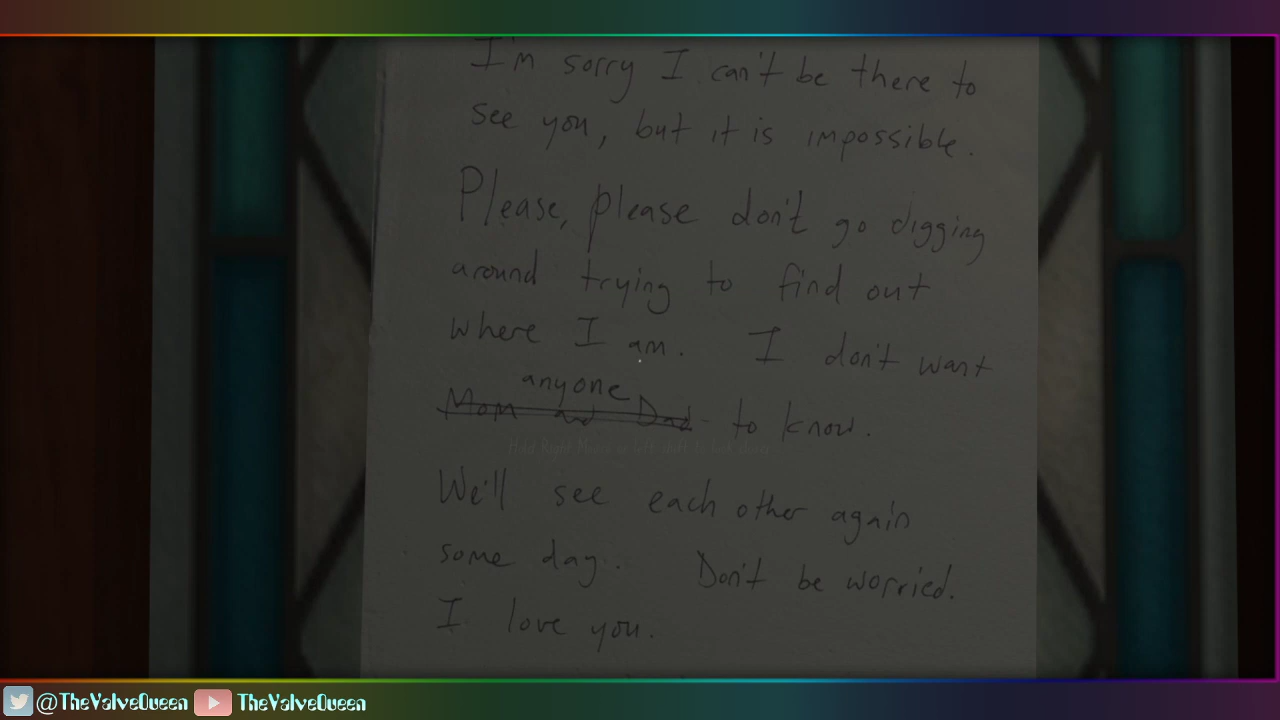 I'm sorry I can't be there to
see you, but it is impossible.
Please, please don't go digging
around trying to find out
where I am. I don't want
anyone
Mom and Dad to know.
We'll see each other again
some day. Don't be worried.
I love you.
@TheValveQueen TheValveQueen